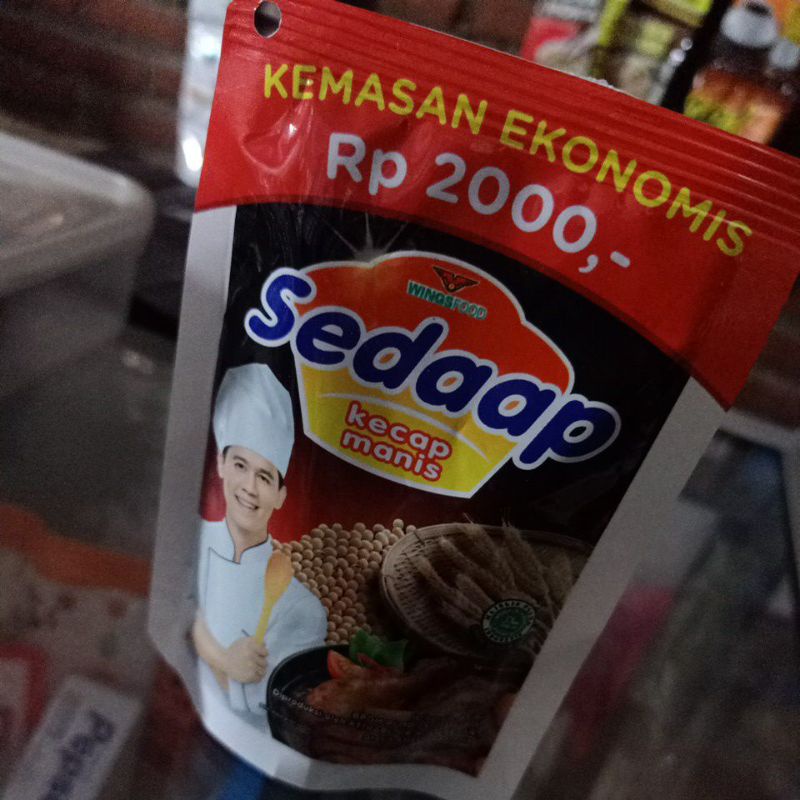 KEMASAN EKONOMIS
Rp 2000,-
WINGSFOOD
Sedaap
kecap
manis